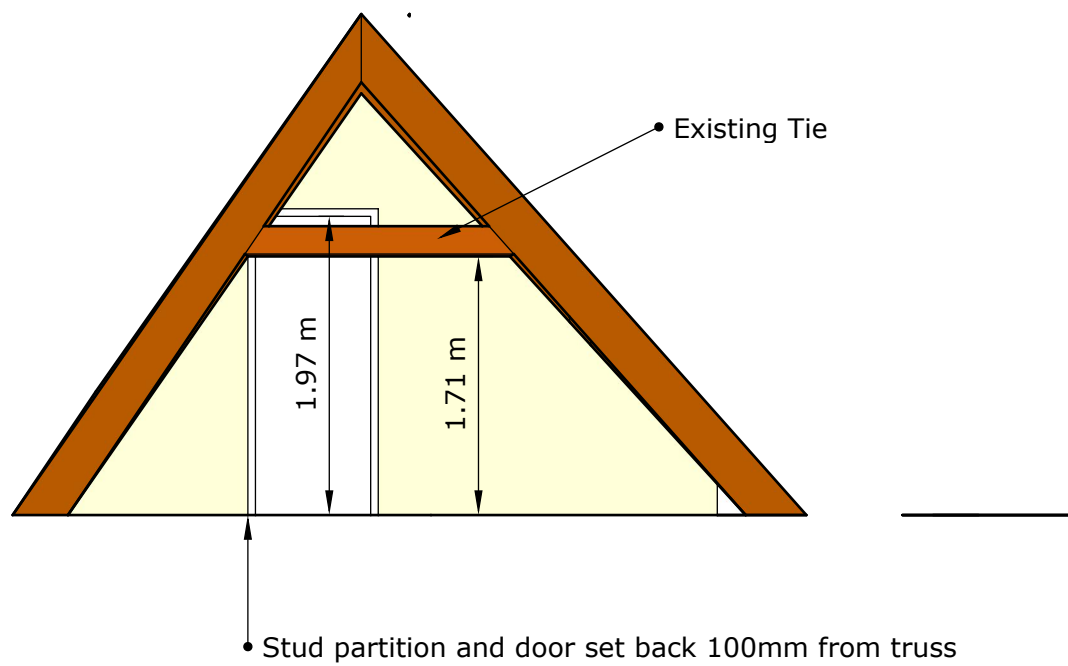 Existing Tie
1.97 m
1.71 m
Stud partition and door set back 100mm from truss